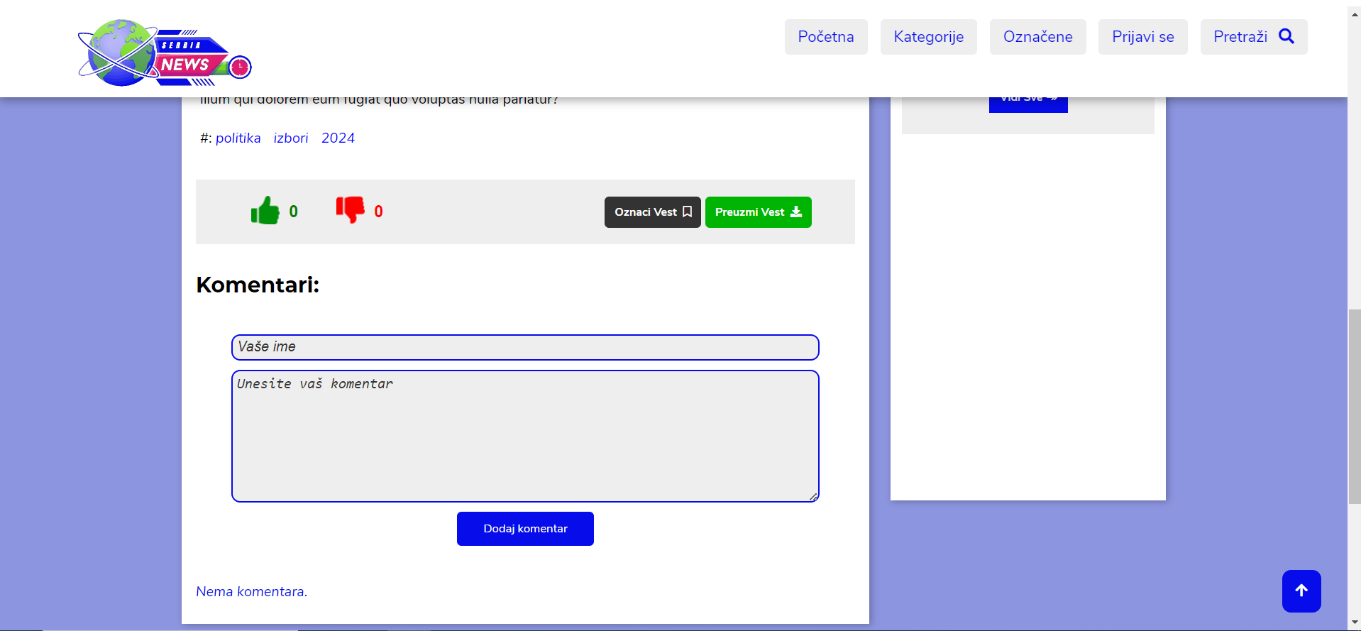 SERBIA
NEWS
Početna Kategorije Označene Prijavi se Pretraži
illum qui dolorem eum fugiat quo voluptas nulla pariatur?
Vidi Sve
#: politika izbori 2024
0 0 Oznaci Vest Preuzmi Vest
Komentari:
Vaše ime
Unesite vaš komentar
Dodaj komentar
Nema komentara.